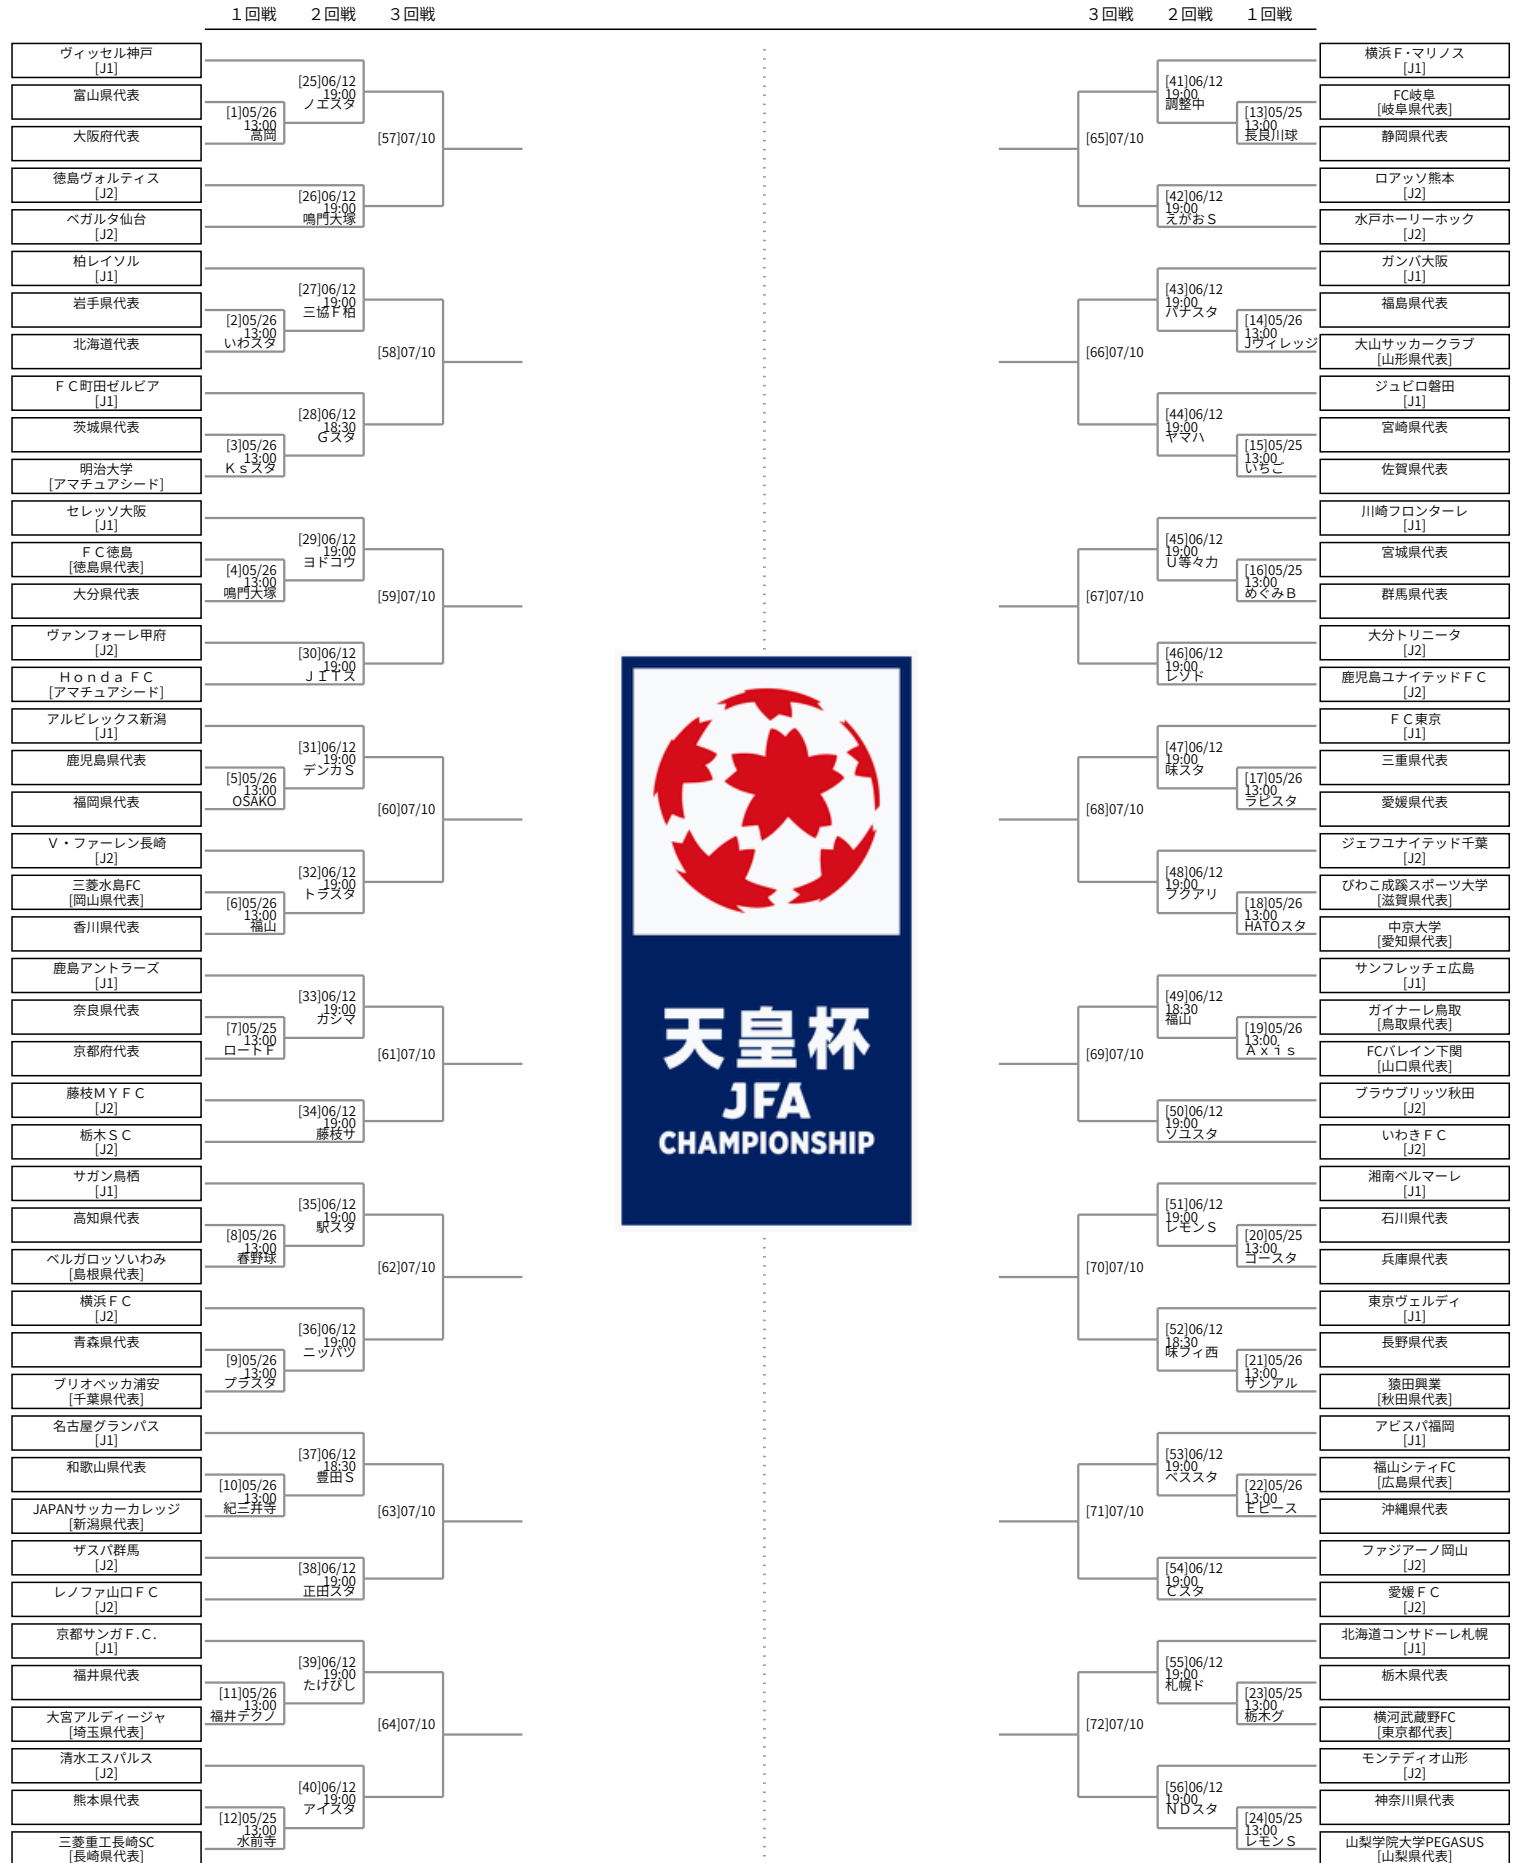 １回戦
２回戦
３回戦
３回戦
２回戦
１回戦
ヴィッセル神戸
[J1]
富山県代表
大阪府代表
徳島ヴォルティス
[J2]
ベガルタ仙台
[J2]
柏レイソル
[J1]
岩手県代表
北海道代表
ＦＣ町田ゼルビア
[J1]
茨城県代表
明治大学
[アマチュアシード]
セレッソ大阪
[J1]
ＦＣ徳島
[徳島県代表]
大分県代表
ヴァンフォーレ甲府
[J2]
Ｈｏｎｄａ ＦＣ
[アマチュアシード]
アルビレックス新潟
[J1]
鹿児島県代表
福岡県代表
Ｖ・ファーレン長崎
[J2]
三菱水島FC
[岡山県代表]
香川県代表
鹿島アントラーズ
[J1]
奈良県代表
京都府代表
藤枝ＭＹＦＣ
[J2]
栃木ＳＣ
[J2]
サガン鳥栖
[J1]
高知県代表
ベルガロッソいわみ
[島根県代表]
横浜ＦＣ
[J2]
青森県代表
ブリオベッカ浦安
[千葉県代表]
名古屋グランパス
[J1]
和歌山県代表
JAPANサッカーカレッジ
[新潟県代表]
ザスパ群馬
[J2]
レノファ山口ＦＣ
[J2]
京都サンガＦ.Ｃ.
[J1]
福井県代表
大宮アルディージャ
[埼玉県代表]
清水エスパルス
[J2]
熊本県代表
三菱重工長崎SC
[長崎県代表]
[1]05/26
13:00
高岡
[2]05/26
13:00
いわスタ
[3]05/26
13:00
Ｋｓスタ
[4]05/26
13:00
鳴門大塚
[5]05/26
13:00
OSAKO
[6]05/26
13:00
福山
[7]05/25
13:00
ロートＦ
[8]05/26
13:00
春野球
[9]05/26
13:00
プラスタ
[10]05/26
13:00
紀三井寺
[11]05/26
13:00
福井テクノ
[12]05/25
13:00
水前寺
[25]06/12
19:00
ノエスタ
[26]06/12
19:00
鳴門大塚
[27]06/12
19:00
三協Ｆ柏
[28]06/12
18:30
Ｇスタ
[29]06/12
19:00
ヨドコウ
[30]06/12
19:00
ＪＩＴス
[31]06/12
19:00
デンカＳ
[32]06/12
19:00
トラスタ
[33]06/12
19:00
カシマ
[34]06/12
19:00
藤枝サ
[35]06/12
19:00
駅スタ
[36]06/12
19:00
ニッパツ
[37]06/12
18:30
豊田Ｓ
[38]06/12
19:00
正田スタ
[39]06/12
19:00
たけびし
[40]06/12
19:00
アイスタ
[57]07/10
[58]07/10
[59]07/10
[60]07/10
[61]07/10
[62]07/10
[63]07/10
[64]07/10
天皇杯
JFA
CHAMPIONSHIP
[65]07/10
[66]07/10
[67]07/10
[68]07/10
[69]07/10
[70]07/10
[71]07/10
[72]07/10
[41]06/12
19:00
調整中
[42]06/12
19:00
えがおＳ
[43]06/12
19:00
パナスタ
[44]06/12
19:00
ヤマハ
[45]06/12
19:00
Ｕ等々力
[46]06/12
19:00
レゾド
[47]06/12
19:00
味スタ
[48]06/12
19:00
フクアリ
[49]06/12
18:30
福山
[50]06/12
19:00
ソユスタ
[51]06/12
19:00
レモンＳ
[52]06/12
18:30
味フィ西
[53]06/12
19:00
ベススタ
[54]06/12
19:00
Ｃスタ
[55]06/12
19:00
札幌ド
[56]06/12
19:00
ＮＤスタ
[13]05/25
13:00
長良川球
[14]05/26
13:00
Jヴィレッジ
[15]05/25
13:00
いちご
[16]05/25
13:00
めぐみＢ
[17]05/26
13:00
ラピスタ
[18]05/26
13:00
HATOスタ
[19]05/26
13:00
Ａｘｉｓ
[20]05/25
13:00
ゴースタ
[21]05/26
13:00
サンアル
[22]05/26
13:00
Ｅピース
[23]05/25
13:00
栃木グ
[24]05/25
13:00
レモンＳ
横浜Ｆ･マリノス
[J1]
FC岐阜
[岐阜県代表]
静岡県代表
ロアッソ熊本
[J2]
水戸ホーリーホック
[J2]
ガンバ大阪
[J1]
福島県代表
大山サッカークラブ
[山形県代表]
ジュビロ磐田
[J1]
宮崎県代表
佐賀県代表
川崎フロンターレ
[J1]
宮城県代表
群馬県代表
大分トリニータ
[J2]
鹿児島ユナイテッドＦＣ
[J2]
ＦＣ東京
[J1]
三重県代表
愛媛県代表
ジェフユナイテッド千葉
[J2]
びわこ成蹊スポーツ大学
[滋賀県代表]
中京大学
[愛知県代表]
サンフレッチェ広島
[J1]
ガイナーレ鳥取
[鳥取県代表]
FCバレイン下関
[山口県代表]
ブラウブリッツ秋田
[J2]
いわきＦＣ
[J2]
湘南ベルマーレ
[J1]
石川県代表
兵庫県代表
東京ヴェルディ
[J1]
長野県代表
猿田興業
[秋田県代表]
アビスパ福岡
[J1]
福山シティFC
[広島県代表]
沖縄県代表
ファジアーノ岡山
[J2]
愛媛ＦＣ
[J2]
北海道コンサドーレ札幌
[J1]
栃木県代表
横河武蔵野FC
[東京都代表]
モンテディオ山形
[J2]
神奈川県代表
山梨学院大学PEGASUS
[山梨県代表]